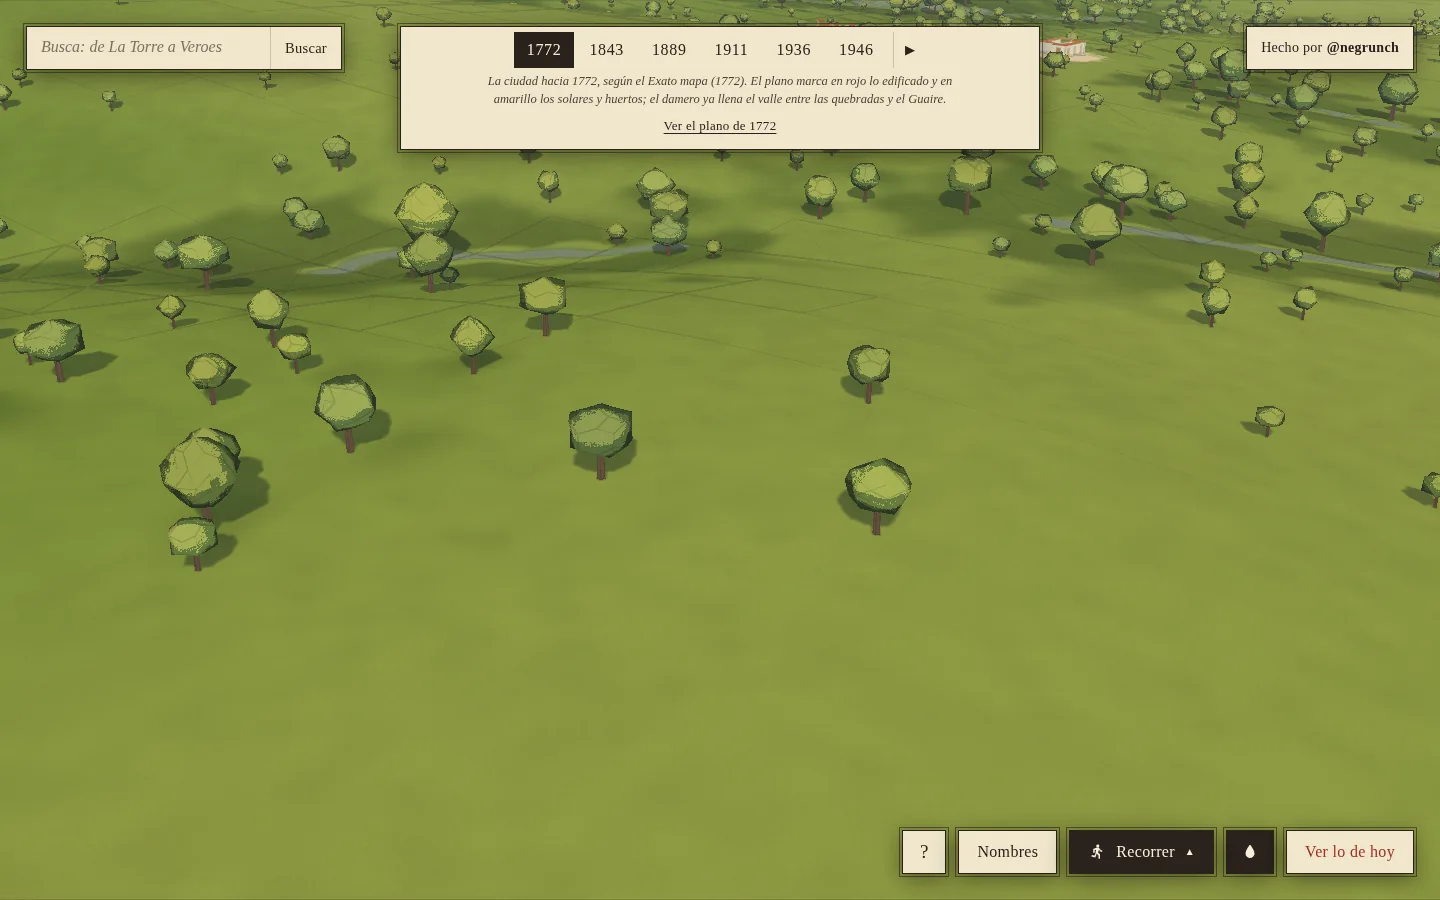 Busca: de La Torre a Veroes
Buscar
1772 1843 1889 1911 1936 1946 ▶
La ciudad hacia 1772, según el Exato mapa (1772). El plano marca en rojo lo edificado y en
amarillo los solares y huertos; el damero ya llena el valle entre las quebradas y el Guaire.
Ver el plano de 1772
Hecho por @negrunch
?
Nombres
Recorrer ▲
Ver lo de hoy